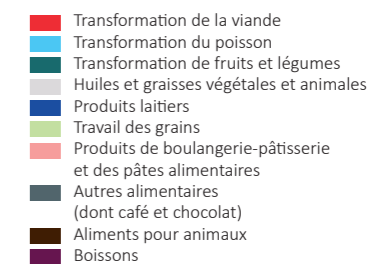 Transformation de la viande
Transformation du poisson
Transformation de fruits et légumes
Huiles et graisses végétales et animales
Produits laitiers
Travail des grains
Produits de boulangerie-pâtisserie
et des pâtes alimentaires
Autres alimentaires
(dont café et chocolat)
Aliments pour animaux
Boissons